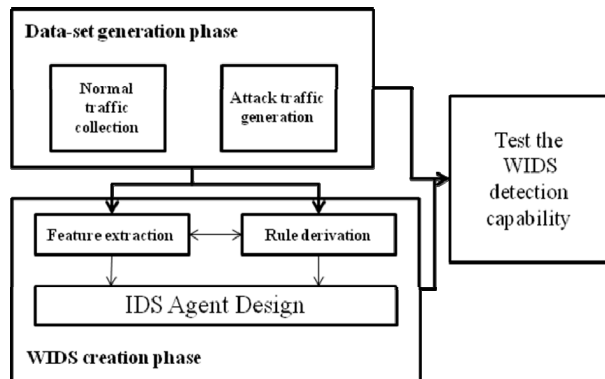 Data-set generation phase
Normal
traffic
collection
Attack traffic
generation
Test the
WIDS
detection
capability
Feature extraction
Rule derivation
IDS Agent Design
WIDS creation phase